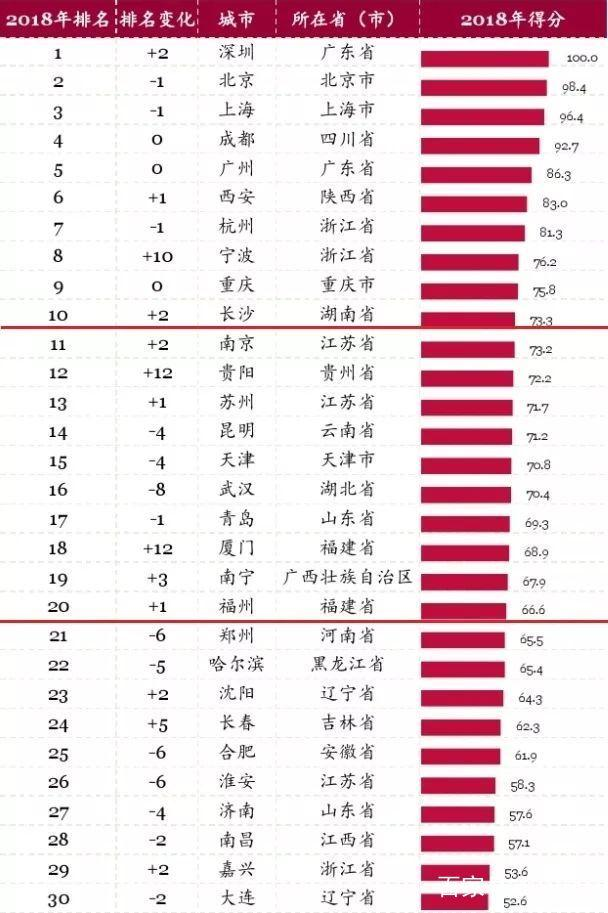 2018年排名 排名变化 城市 所在省（市） 2018年得分
1 +2 深圳 广东省 100.0
2 -1 北京 北京市 98.4
3 -1 上海 上海市 96.4
4 0 成都 四川省 92.7
5 0 广州 广东省 86.3
6 +1 西安 陕西省 83.0
7 -1 杭州 浙江省 81.3
8 +10 宁波 浙江省 76.2
9 0 重庆 重庆市 75.8
10 +2 长沙 湖南省 73.3
11 +2 南京 江苏省 73.2
12 +12 贵阳 贵州省 72.2
13 +1 苏州 江苏省 71.7
14 -4 昆明 云南省 71.2
15 -4 天津 天津市 70.8
16 -8 武汉 湖北省 70.4
17 -1 青岛 山东省 69.3
18 +12 厦门 福建省 68.9
19 +3 南宁 广西壮族自治区 67.9
20 +1 福州 福建省 66.6
21 -6 郑州 河南省 65.5
22 -5 哈尔滨 黑龙江省 65.4
23 +2 沈阳 辽宁省 64.3
24 +5 长春 吉林省 62.3
25 -6 合肥 安徽省 61.9
26 -6 淮安 江苏省 58.3
27 -4 济南 山东省 57.6
28 -2 南昌 江西省 57.1
29 +2 嘉兴 浙江省 53.6
30 -2 大连 辽宁省 52.6
百家